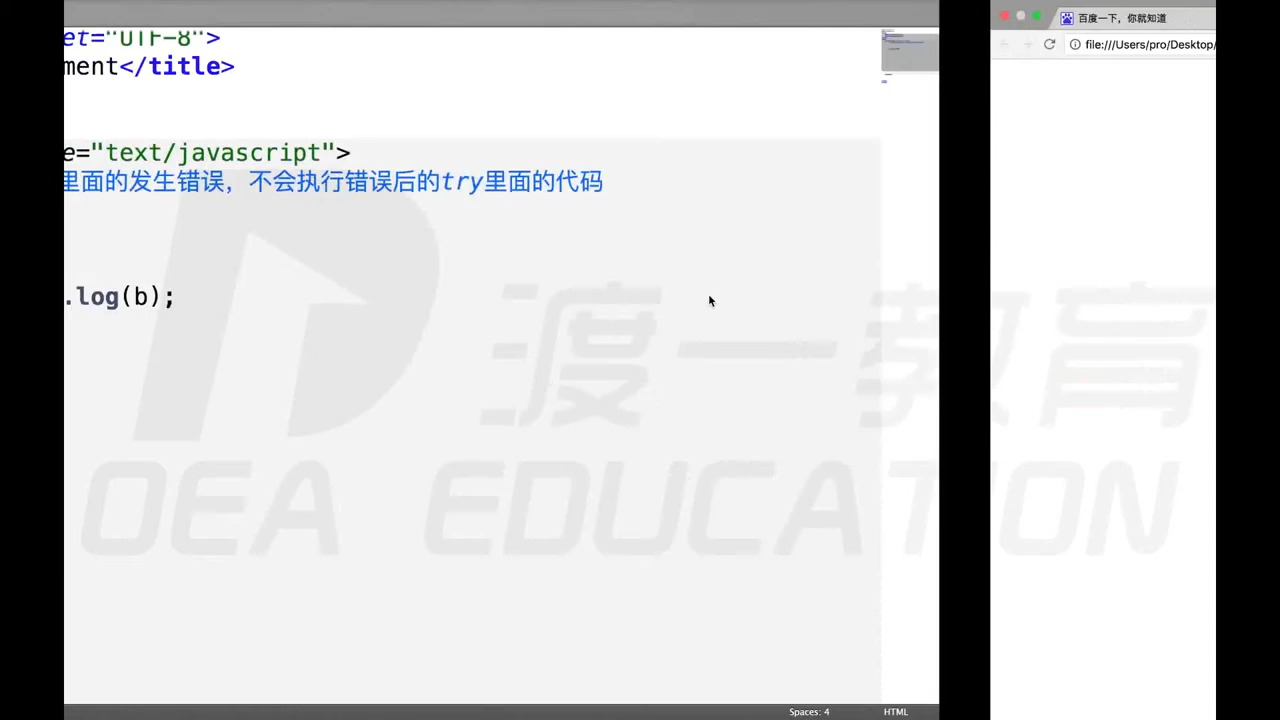 et="UTF-8">
ment</title>
e="text/javascript">
里面的发生错误，不会执行错误后的try里面的代码
.log(b);
渡一教育
OEA EDUCATION
Spaces: 4
HTML
百度一下，你就知道
file:///Users/pro/Desktop/